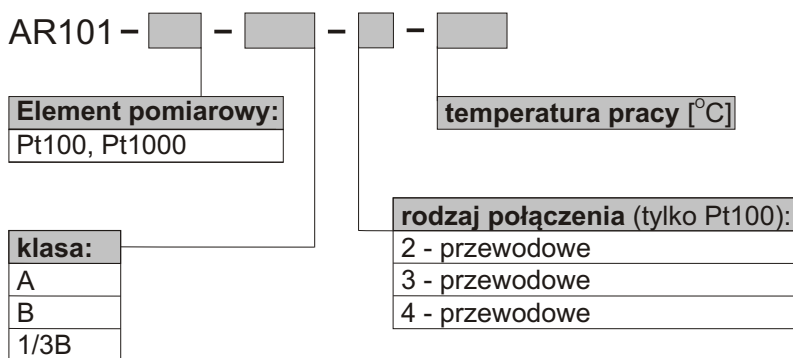 AR101 – – – –
Element pomiarowy:
Pt100, Pt1000
temperatura pracy [°C]
klasa:
A
B
1/3B
rodzaj połączenia (tylko Pt100):
2 - przewodowe
3 - przewodowe
4 - przewodowe